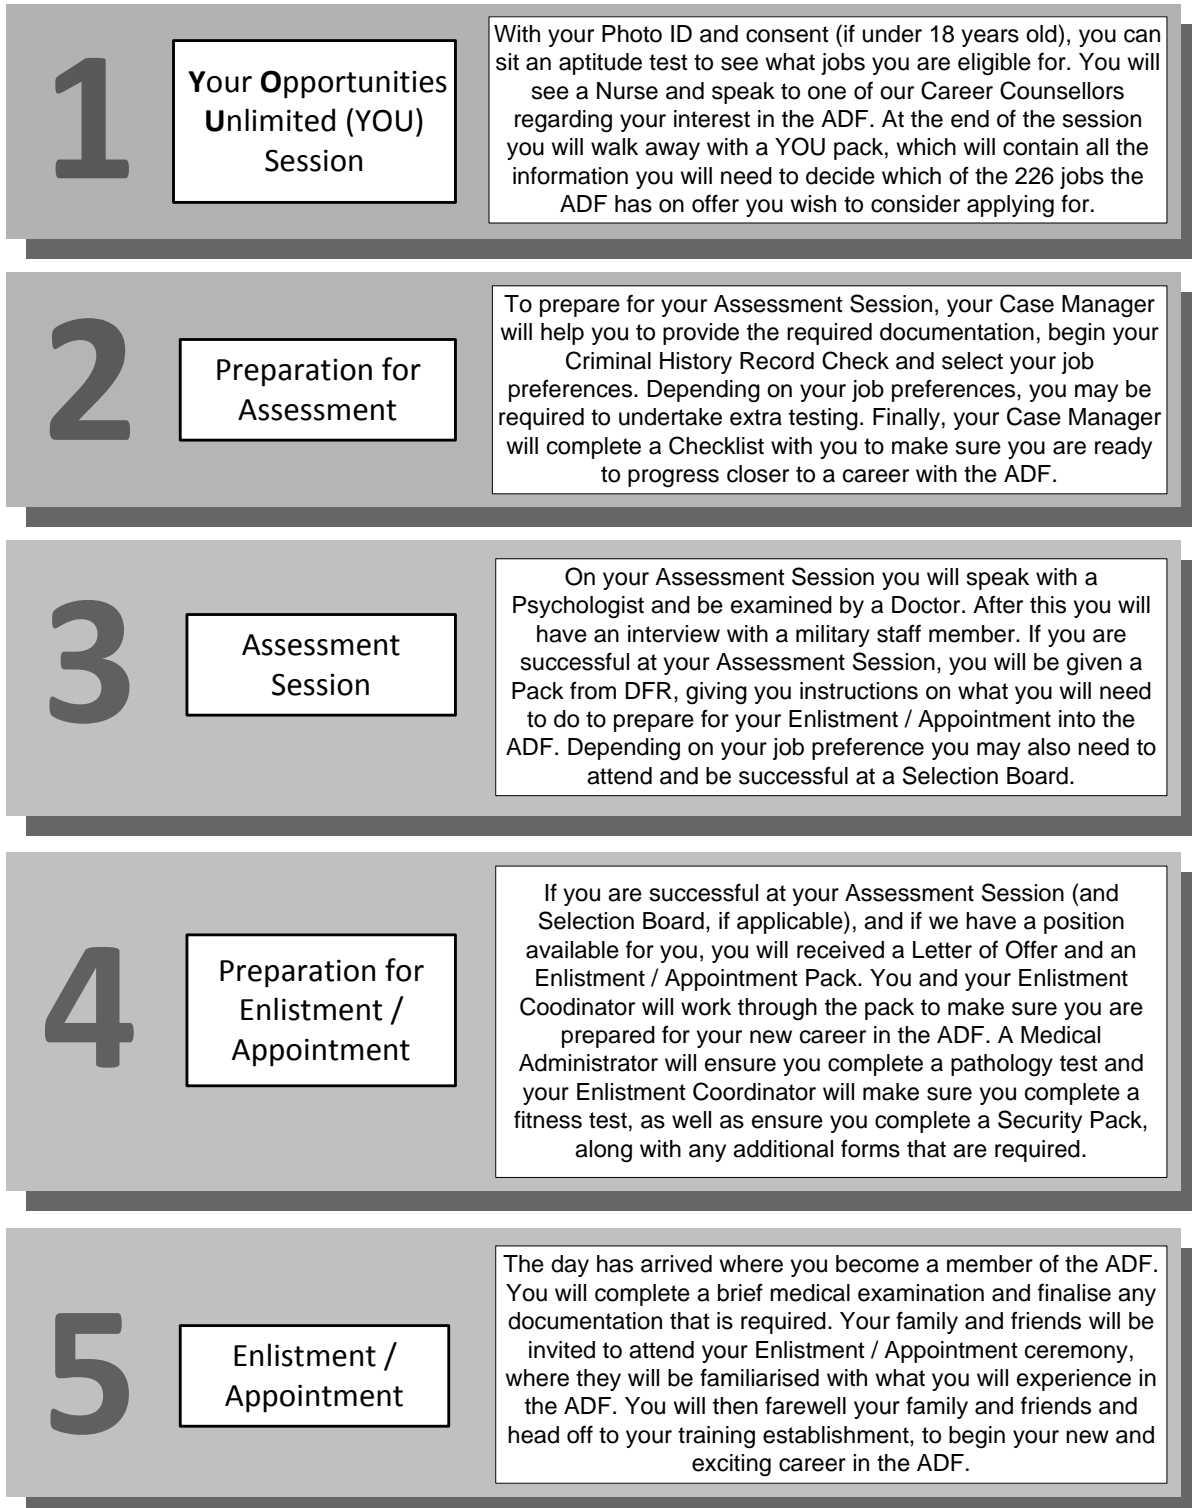 1
Your Opportunities
Unlimited (YOU)
Session
With your Photo ID and consent (if under 18 years old), you can
sit an aptitude test to see what jobs you are eligible for. You will
see a Nurse and speak to one of our Career Counsellors
regarding your interest in the ADF. At the end of the session
you will walk away with a YOU pack, which will contain all the
information you will need to decide which of the 226 jobs the
ADF has on offer you wish to consider applying for.
2
Preparation for
Assessment
To prepare for your Assessment Session, your Case Manager
will help you to provide the required documentation, begin your
Criminal History Record Check and select your job
preferences. Depending on your job preferences, you may be
required to undertake extra testing. Finally, your Case Manager
will complete a Checklist with you to make sure you are ready
to progress closer to a career with the ADF.
3
Assessment
Session
On your Assessment Session you will speak with a
Psychologist and be examined by a Doctor. After this you will
have an interview with a military staff member. If you are
successful at your Assessment Session, you will be given a
Pack from DFR, giving you instructions on what you will need
to do to prepare for your Enlistment / Appointment into the
ADF. Depending on your job preference you may also need to
attend and be successful at a Selection Board.
4
Preparation for
Enlistment /
Appointment
If you are successful at your Assessment Session (and
Selection Board, if applicable), and if we have a position
available for you, you will received a Letter of Offer and an
Enlistment / Appointment Pack. You and your Enlistment
Coodinator will work through the pack to make sure you are
prepared for your new career in the ADF. A Medical
Administrator will ensure you complete a pathology test and
your Enlistment Coordinator will make sure you complete a
fitness test, as well as ensure you complete a Security Pack,
along with any additional forms that are required.
5
Enlistment /
Appointment
The day has arrived where you become a member of the ADF.
You will complete a brief medical examination and finalise any
documentation that is required. Your family and friends will be
invited to attend your Enlistment / Appointment ceremony,
where they will be familiarised with what you will experience in
the ADF. You will then farewell your family and friends and
head off to your training establishment, to begin your new and
exciting career in the ADF.